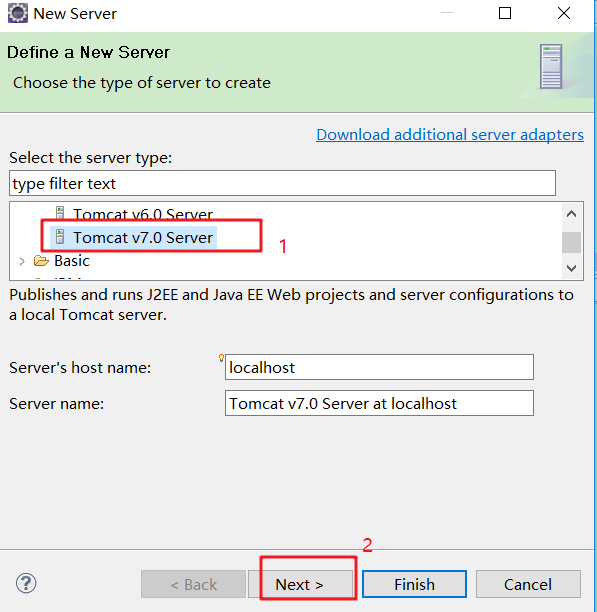 New Server
Define a New Server
Choose the type of server to create
Download additional server adapters
Select the server type:
type filter text
Tomcat v6.0 Server
Tomcat v7.0 Server
1
Basic
Publishes and runs J2EE and Java EE Web projects and server configurations to
a local Tomcat server.
Server's host name:
localhost
Server name:
Tomcat v7.0 Server at localhost
2
< Back
Next >
Finish
Cancel